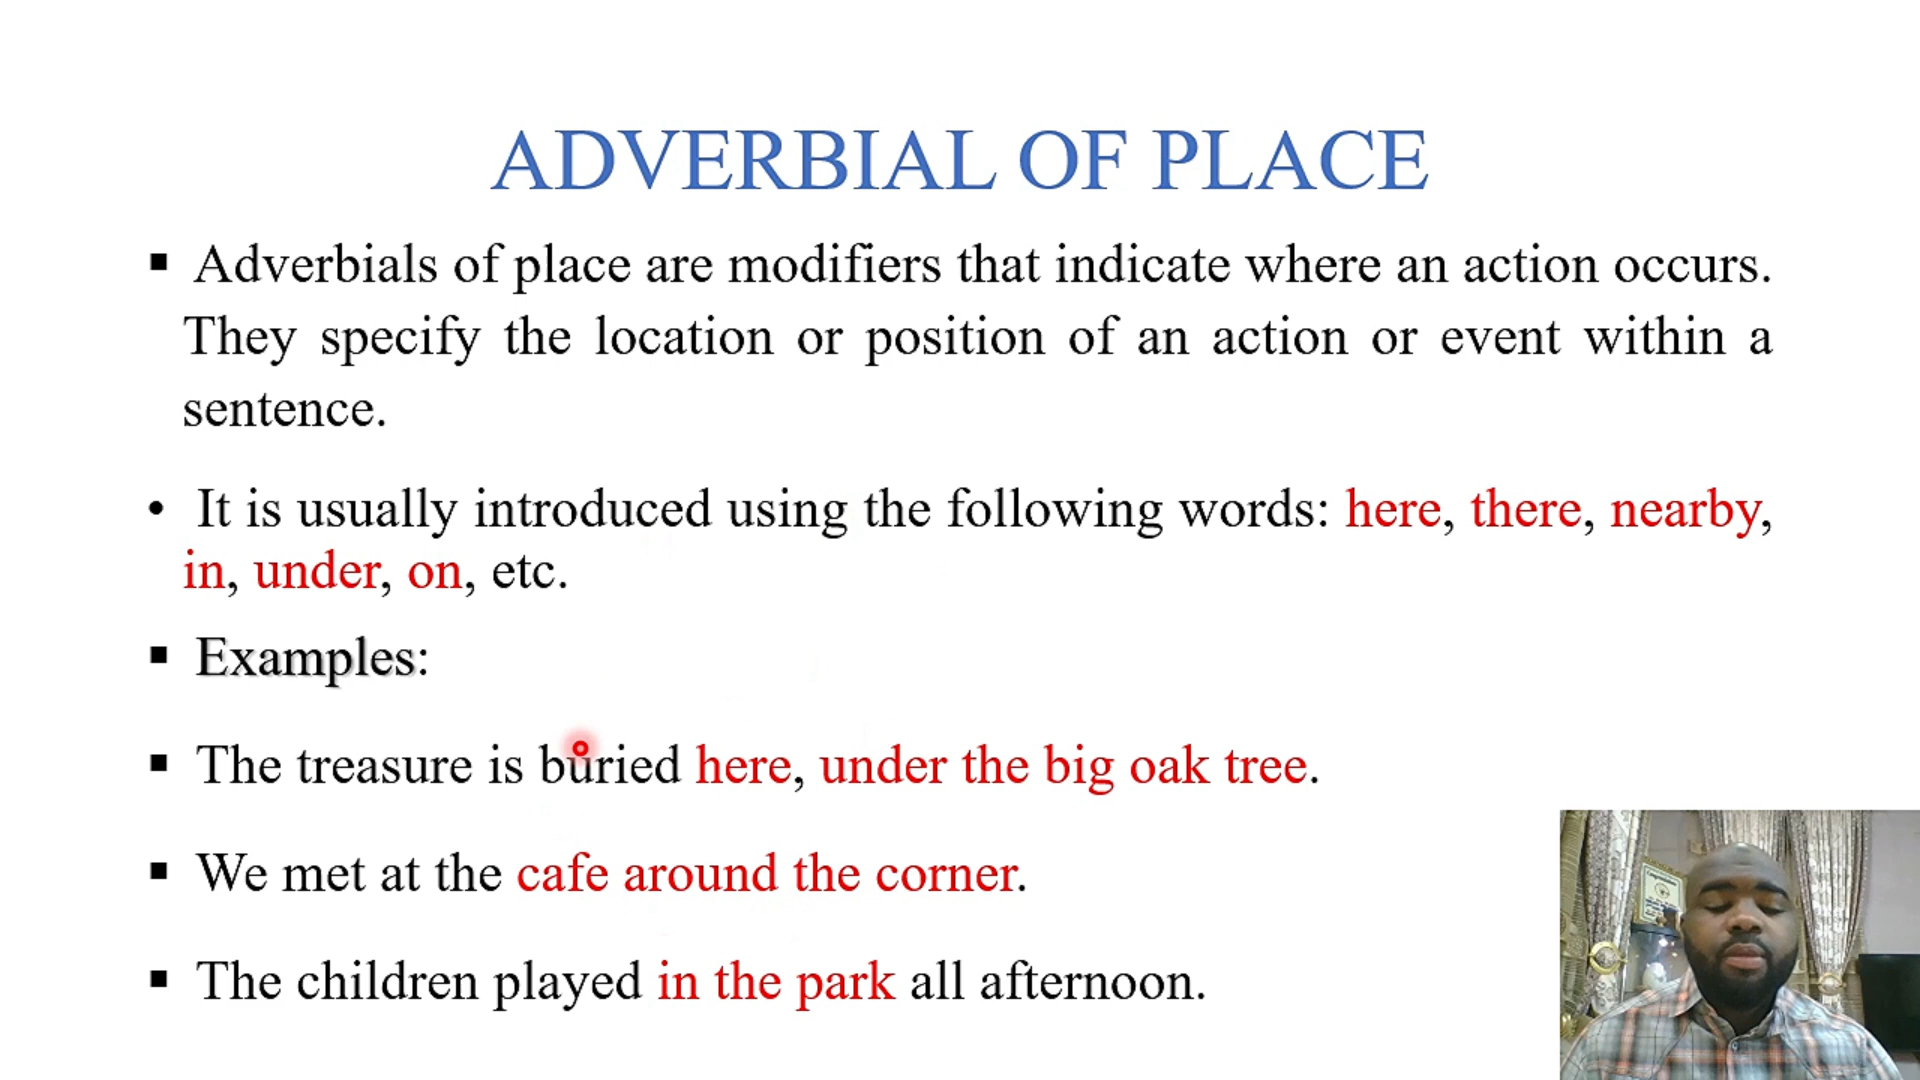 ADVERBIAL OF PLACE
▪ Adverbials of place are modifiers that indicate where an action occurs.
They specify the location or position of an action or event within a
sentence.
• It is usually introduced using the following words: here, there, nearby,
in, under, on, etc.
▪ Examples:
▪ The treasure is buried here, under the big oak tree.
▪ We met at the cafe around the corner.
▪ The children played in the park all afternoon.